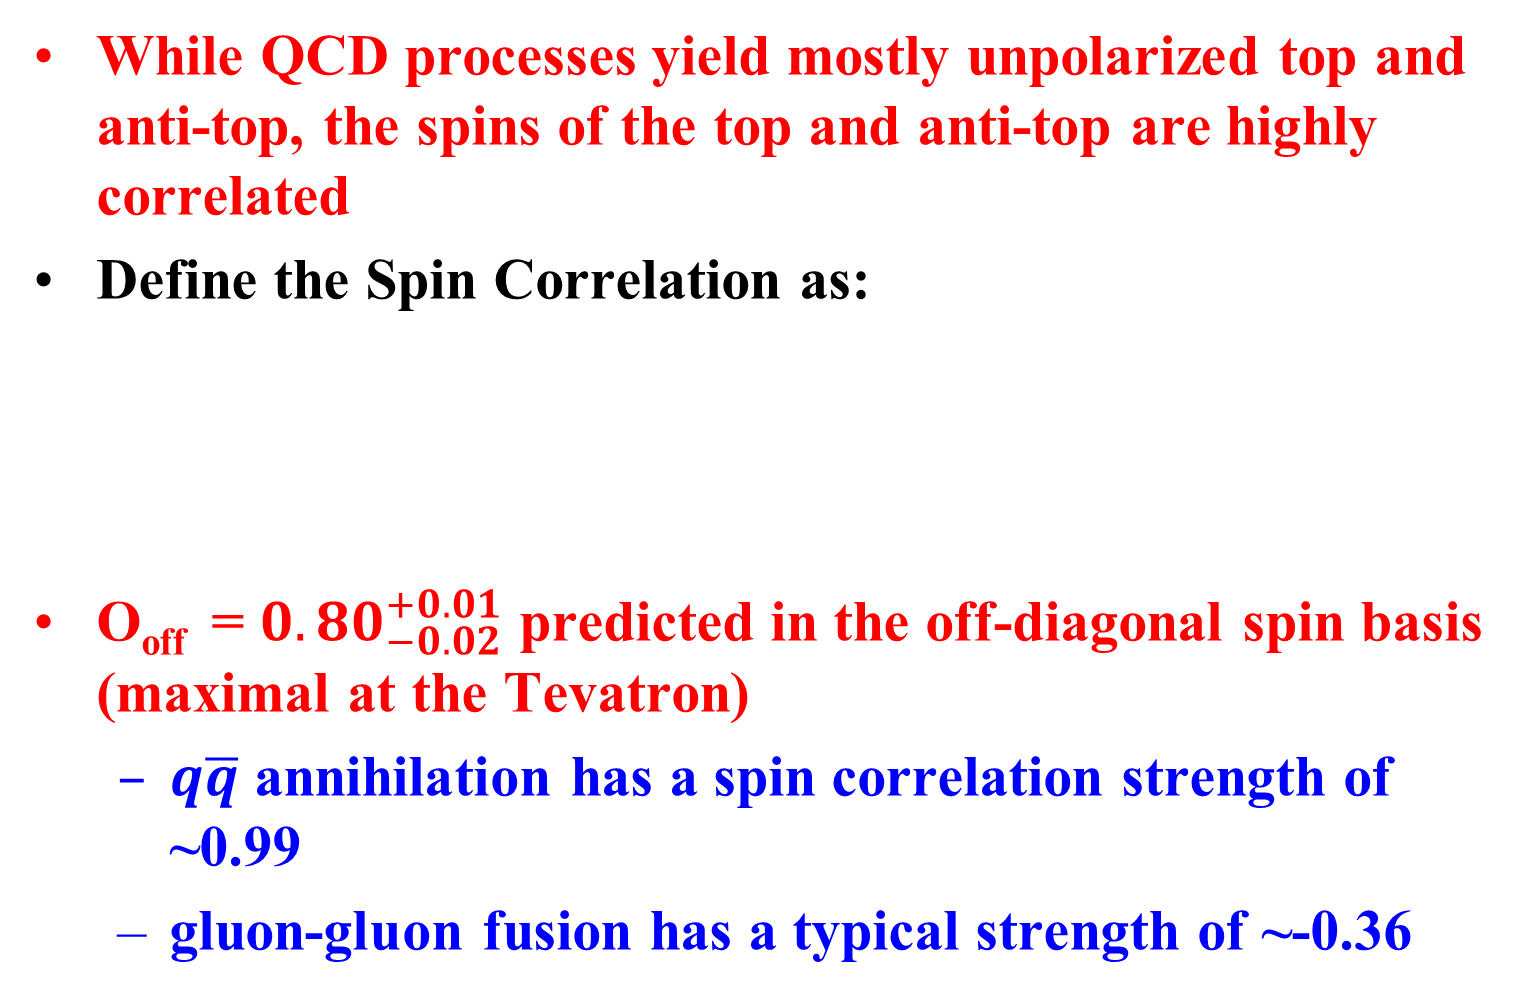 • While QCD processes yield mostly unpolarized top and
anti-top, the spins of the top and anti-top are highly
correlated
• Define the Spin Correlation as:
• O_off = 0.80^{+0.01}_{−0.02} predicted in the off-diagonal spin basis
(maximal at the Tevatron)
– qq̅ annihilation has a spin correlation strength of
~0.99
– gluon-gluon fusion has a typical strength of ~-0.36